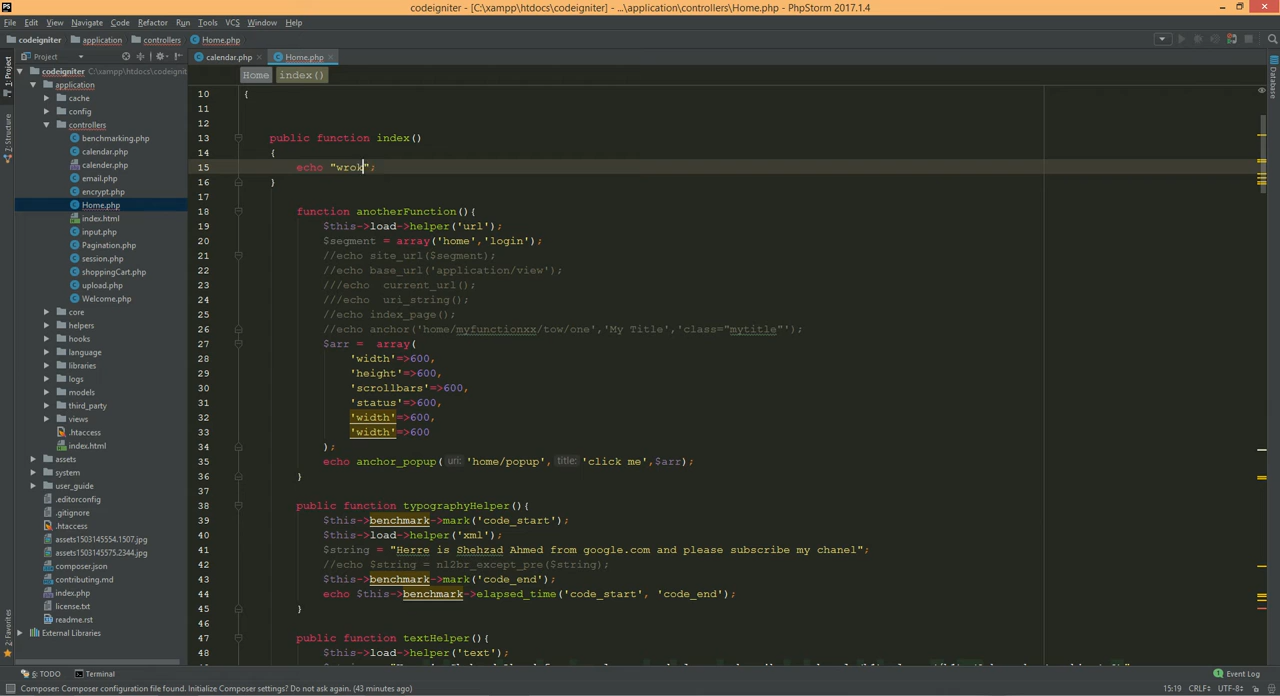 codeigniter - [C:\xampp\htdocs\codeigniter] - ...\application\controllers\Home.php - PhpStorm 2017.1.4
File Edit View Navigate Code Refactor Run Tools VCS Window Help
codeigniter application controllers Home.php
Project calendar.php Home.php
1: Project
codeigniter C:\xampp\htdocs\codeignit
Home index()
application
cache
config
controllers
benchmarking.php
calendar.php
calender.php
email.php
encrypt.php
Home.php
index.html
input.php
Pagination.php
session.php
shoppingCart.php
upload.php
Welcome.php
core
helpers
hooks
language
libraries
logs
models
third_party
views
.htaccess
index.html
assets
system
user_guide
.editorconfig
.gitignore
.htaccess
assets1503145554.1507.jpg
assets1503145575.2344.jpg
composer.json
contributing.md
index.php
license.txt
readme.rst
External Libraries
Z: Structure
2: Favorites
Database
10 {
11
12
13 public function index()
14 {
15 echo "wrok";
16 }
17
18 function anotherFunction(){
19 $this->load->helper('url');
20 $segment = array('home','login');
21 //echo site_url($segment);
22 //echo base_url('application/view');
23 ///echo current_url();
24 ///echo uri_string();
25 //echo index_page();
26 //echo anchor('home/myfunctionxx/tow/one','My Title','class="mytitle"');
27 $arr = array(
28 'width'=>600,
29 'height'=>600,
30 'scrollbars'=>600,
31 'status'=>600,
32 'width'=>600,
33 'width'=>600
34 );
35 echo anchor_popup( uri: 'home/popup', title: 'click me',$arr);
36 }
37
38 public function typographyHelper(){
39 $this->benchmark->mark('code_start');
40 $this->load->helper('xml');
41 $string = "Herre is Shehzad Ahmed from google.com and please subscribe my chanel";
42 //echo $string = nl2br_except_pre($string);
43 $this->benchmark->mark('code_end');
44 echo $this->benchmark->elapsed_time('code_start', 'code_end');
45 }
46
47 public function textHelper(){
48 $this->load->helper('text');
49
6: TODO Terminal Event Log
Composer: Composer configuration file found. Initialize Composer settings? Do not ask again. (43 minutes ago) 15:19 CRLF UTF-8